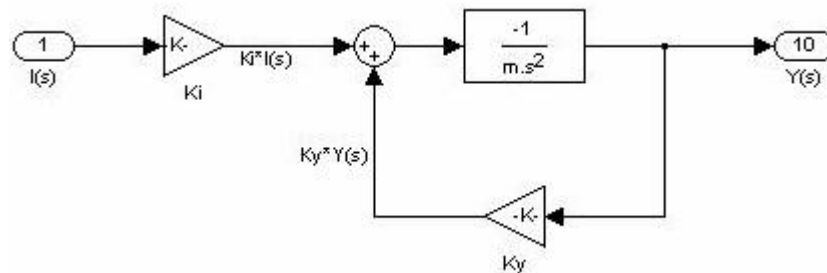 1
I(s)
K-
Ki
Ki*I(s)
++
-1
m.s²
10
Y(s)
Ky*Y(s)
-K-
Ky